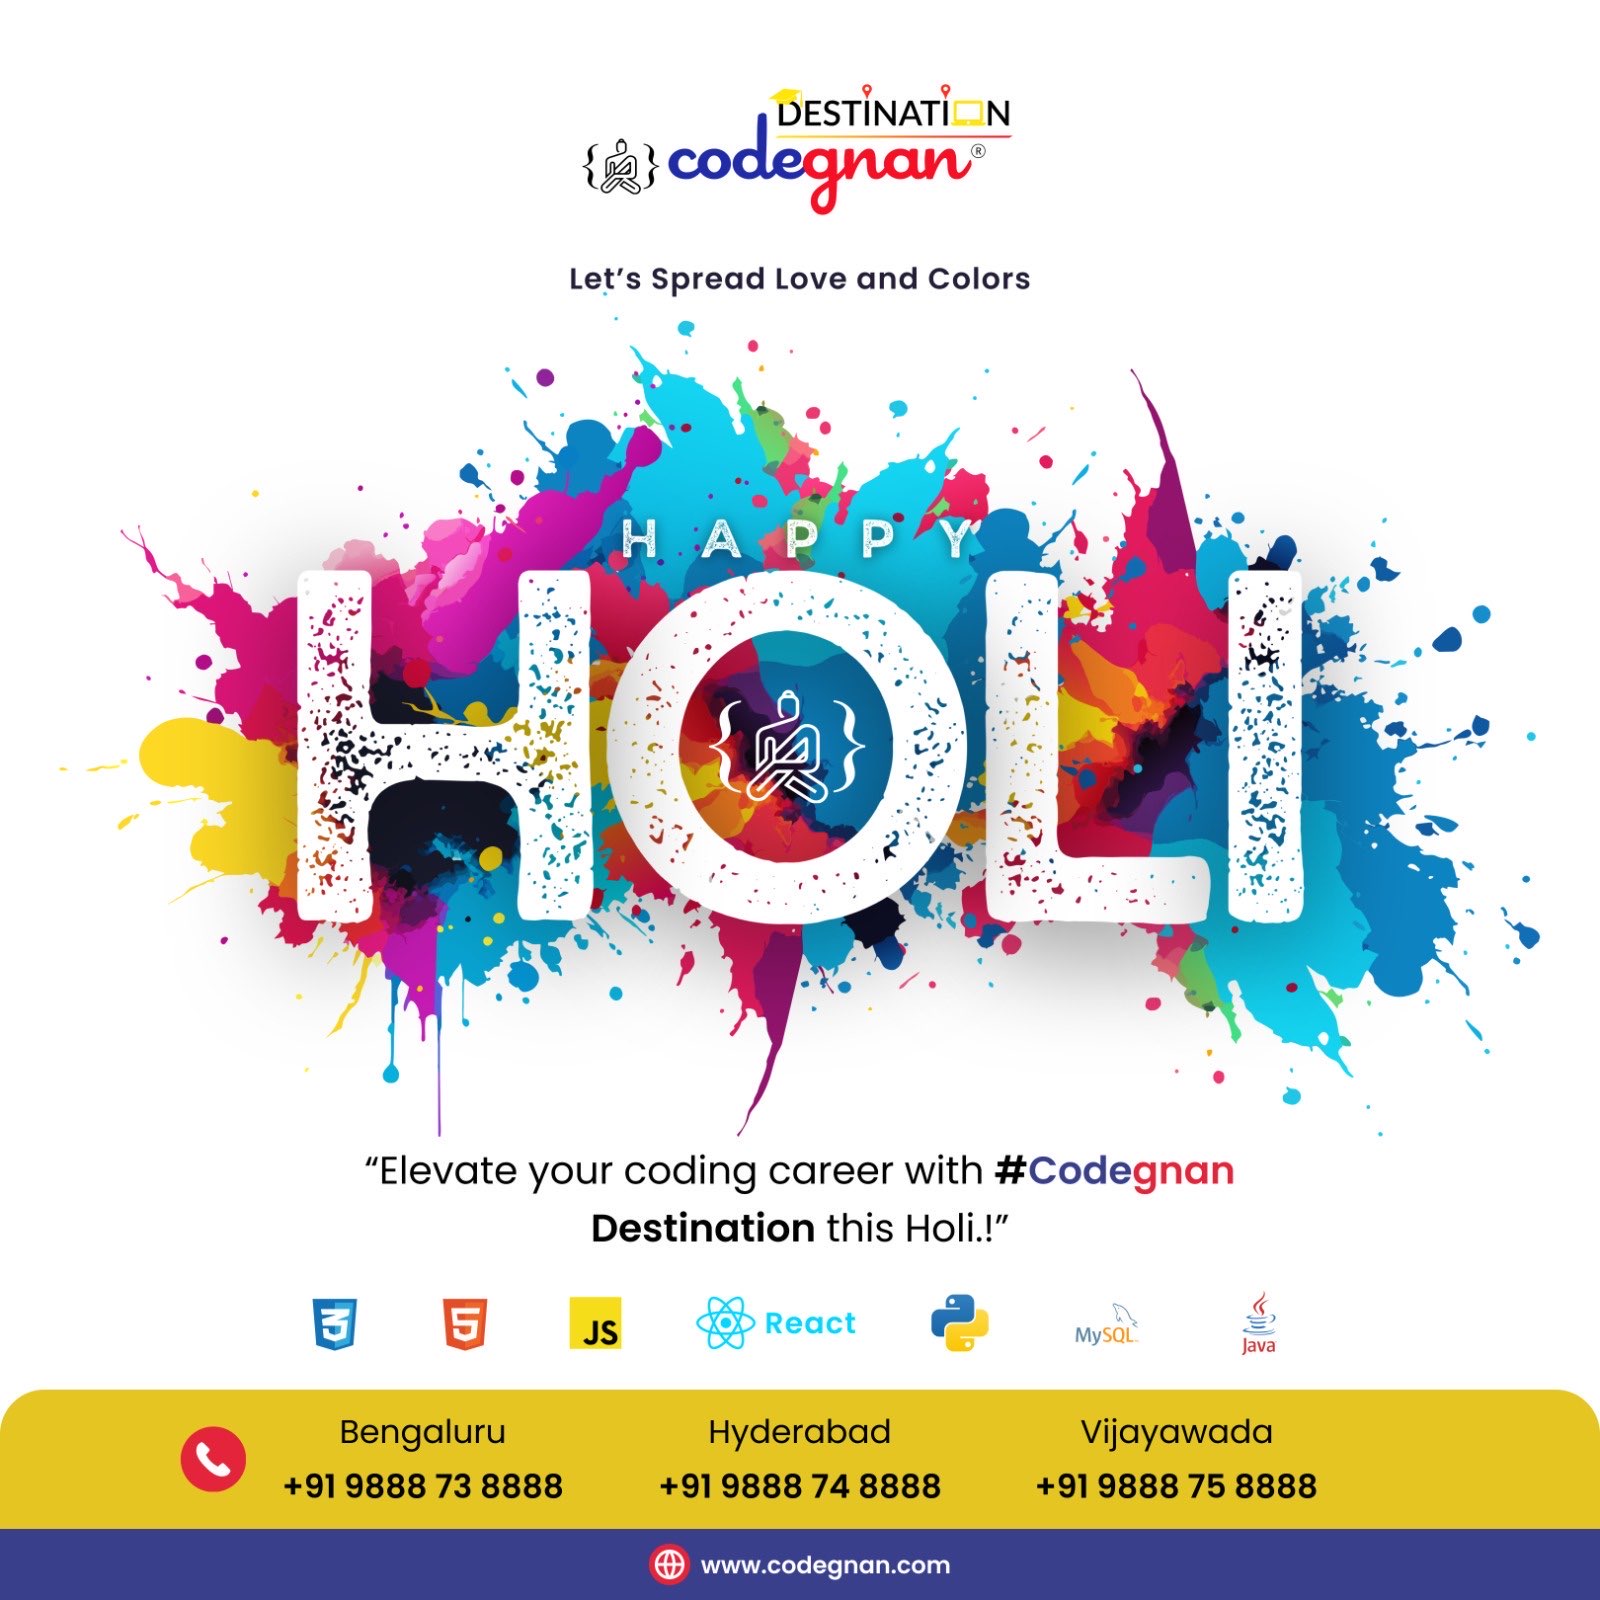 DESTINATION
codegnan®
Let's Spread Love and Colors
HAPPY
HOLI
“Elevate your coding career with #Codegnan
Destination this Holi.!”
3 5 JS React MySQL Java
Bengaluru Hyderabad Vijayawada
+91 9888 73 8888 +91 9888 74 8888 +91 9888 75 8888
www.codegnan.com